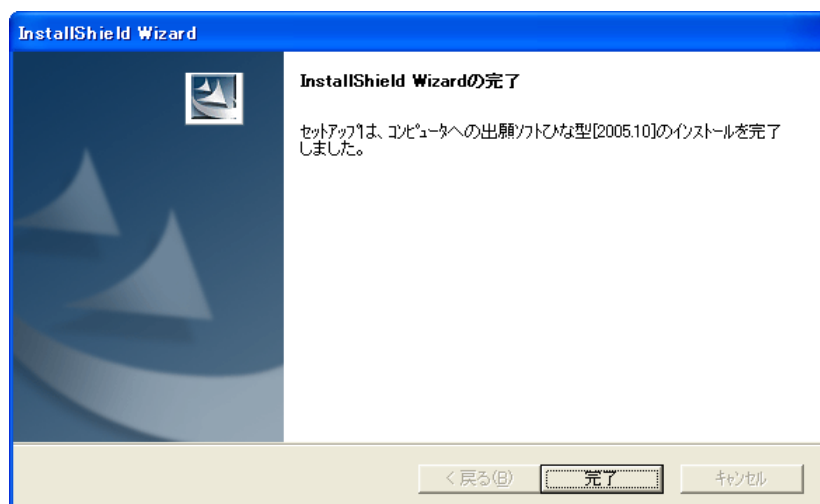 InstallShield Wizard
InstallShield Wizardの完了
セットアップは、コンピュータへの出願ソフトひな型[2005.10]のインストールを完了
しました。
< 戻る(B)
完了
キャンセル